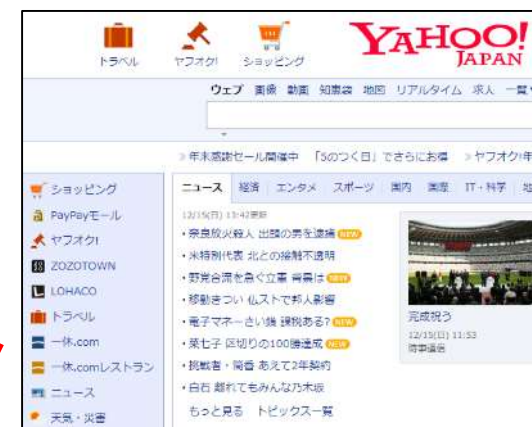 トラベル ヤフオク! ショッピング
YAHOO!
JAPAN
ウェブ 画像 動画 知恵袋 地図 リアルタイム 求人 一覧
年末感謝セール開催中 「5のつく日」でさらにお得 ヤフオク!年
ショッピング
PayPayモール
ヤフオク!
ZOZOTOWN
LOHACO
トラベル
一休.com
一休.comレストラン
ニュース
天気・災害
ニュース 経済 エンタメ スポーツ 国内 国際 IT・科学 地
12/15(日) 13:42更新
・奈良放火殺人 出頭の男を逮捕 NEW
・米特別代表 北との接触不透明
・野党合流を急ぐ立憲 背景は NEW
・移動きつい 仏ストで邦人影響
・電子マネーさい銭 課税ある? NEW
・菜七子 区切りの100勝達成 NEW
・挑戦者・筒香 あえて2年契約
・白石 離れてもみんな乃木坂
もっと見る トピックス一覧
完成祝う
12/15(日) 11:53
時事通信